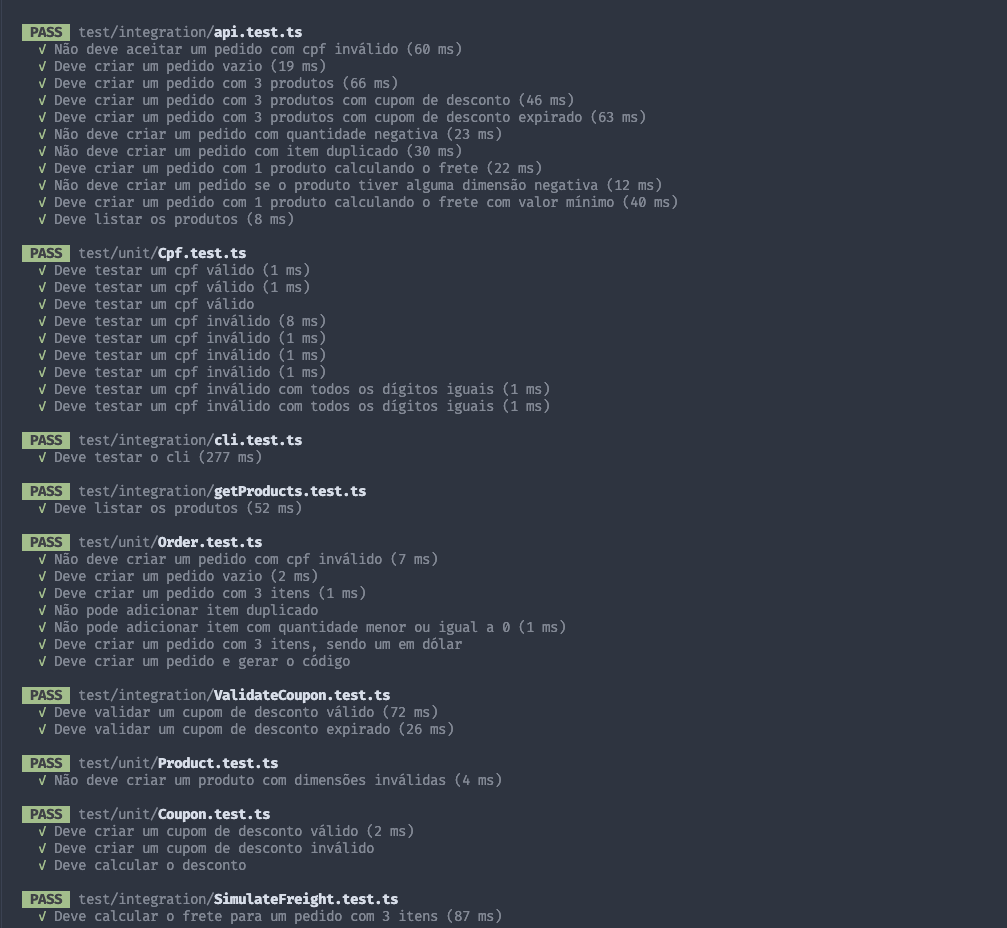 PASS test/integration/api.test.ts
√ Não deve aceitar um pedido com cpf inválido (60 ms)
√ Deve criar um pedido vazio (19 ms)
√ Deve criar um pedido com 3 produtos (66 ms)
√ Deve criar um pedido com 3 produtos com cupom de desconto (46 ms)
√ Deve criar um pedido com 3 produtos com cupom de desconto expirado (63 ms)
√ Não deve criar um pedido com quantidade negativa (23 ms)
√ Não deve criar um pedido com item duplicado (30 ms)
√ Deve criar um pedido com 1 produto calculando o frete (22 ms)
√ Não deve criar um pedido se o produto tiver alguma dimensão negativa (12 ms)
√ Deve criar um pedido com 1 produto calculando o frete com valor mínimo (40 ms)
√ Deve listar os produtos (8 ms)
PASS test/unit/Cpf.test.ts
√ Deve testar um cpf válido (1 ms)
√ Deve testar um cpf válido (1 ms)
√ Deve testar um cpf válido
√ Deve testar um cpf inválido (8 ms)
√ Deve testar um cpf inválido (1 ms)
√ Deve testar um cpf inválido (1 ms)
√ Deve testar um cpf inválido (1 ms)
√ Deve testar um cpf inválido com todos os dígitos iguais (1 ms)
√ Deve testar um cpf inválido com todos os dígitos iguais (1 ms)
PASS test/integration/cli.test.ts
√ Deve testar o cli (277 ms)
PASS test/integration/getProducts.test.ts
√ Deve listar os produtos (52 ms)
PASS test/unit/Order.test.ts
√ Não deve criar um pedido com cpf inválido (7 ms)
√ Deve criar um pedido vazio (2 ms)
√ Deve criar um pedido com 3 itens (1 ms)
√ Não pode adicionar item duplicado
√ Não pode adicionar item com quantidade menor ou igual a 0 (1 ms)
√ Deve criar um pedido com 3 itens, sendo um em dólar
√ Deve criar um pedido e gerar o código
PASS test/integration/ValidateCoupon.test.ts
√ Deve validar um cupom de desconto válido (72 ms)
√ Deve validar um cupom de desconto expirado (26 ms)
PASS test/unit/Product.test.ts
√ Não deve criar um produto com dimensões inválidas (4 ms)
PASS test/unit/Coupon.test.ts
√ Deve criar um cupom de desconto válido (2 ms)
√ Deve criar um cupom de desconto inválido
√ Deve calcular o desconto
PASS test/integration/SimulateFreight.test.ts
√ Deve calcular o frete para um pedido com 3 itens (87 ms)